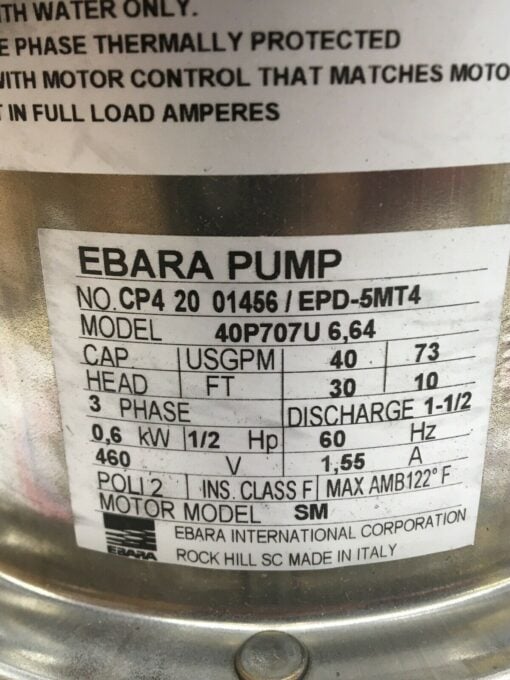 WITH WATER ONLY.
E PHASE THERMALLY PROTECTED
WITH MOTOR CONTROL THAT MATCHES MOTO
T IN FULL LOAD AMPERES
EBARA PUMP
NO. CP4 20 01456 / EPD-5MT4
MODEL 40P707U 6,64
CAP. USGPM 40 73
HEAD FT 30 10
3 PHASE DISCHARGE 1-1/2
0,6 kW 1/2 Hp 60 Hz
460 V 1,55 A
POLI 2 INS. CLASS F MAX AMB122° F
MOTOR MODEL SM
EBARA INTERNATIONAL CORPORATION
EBARA ROCK HILL SC MADE IN ITALY